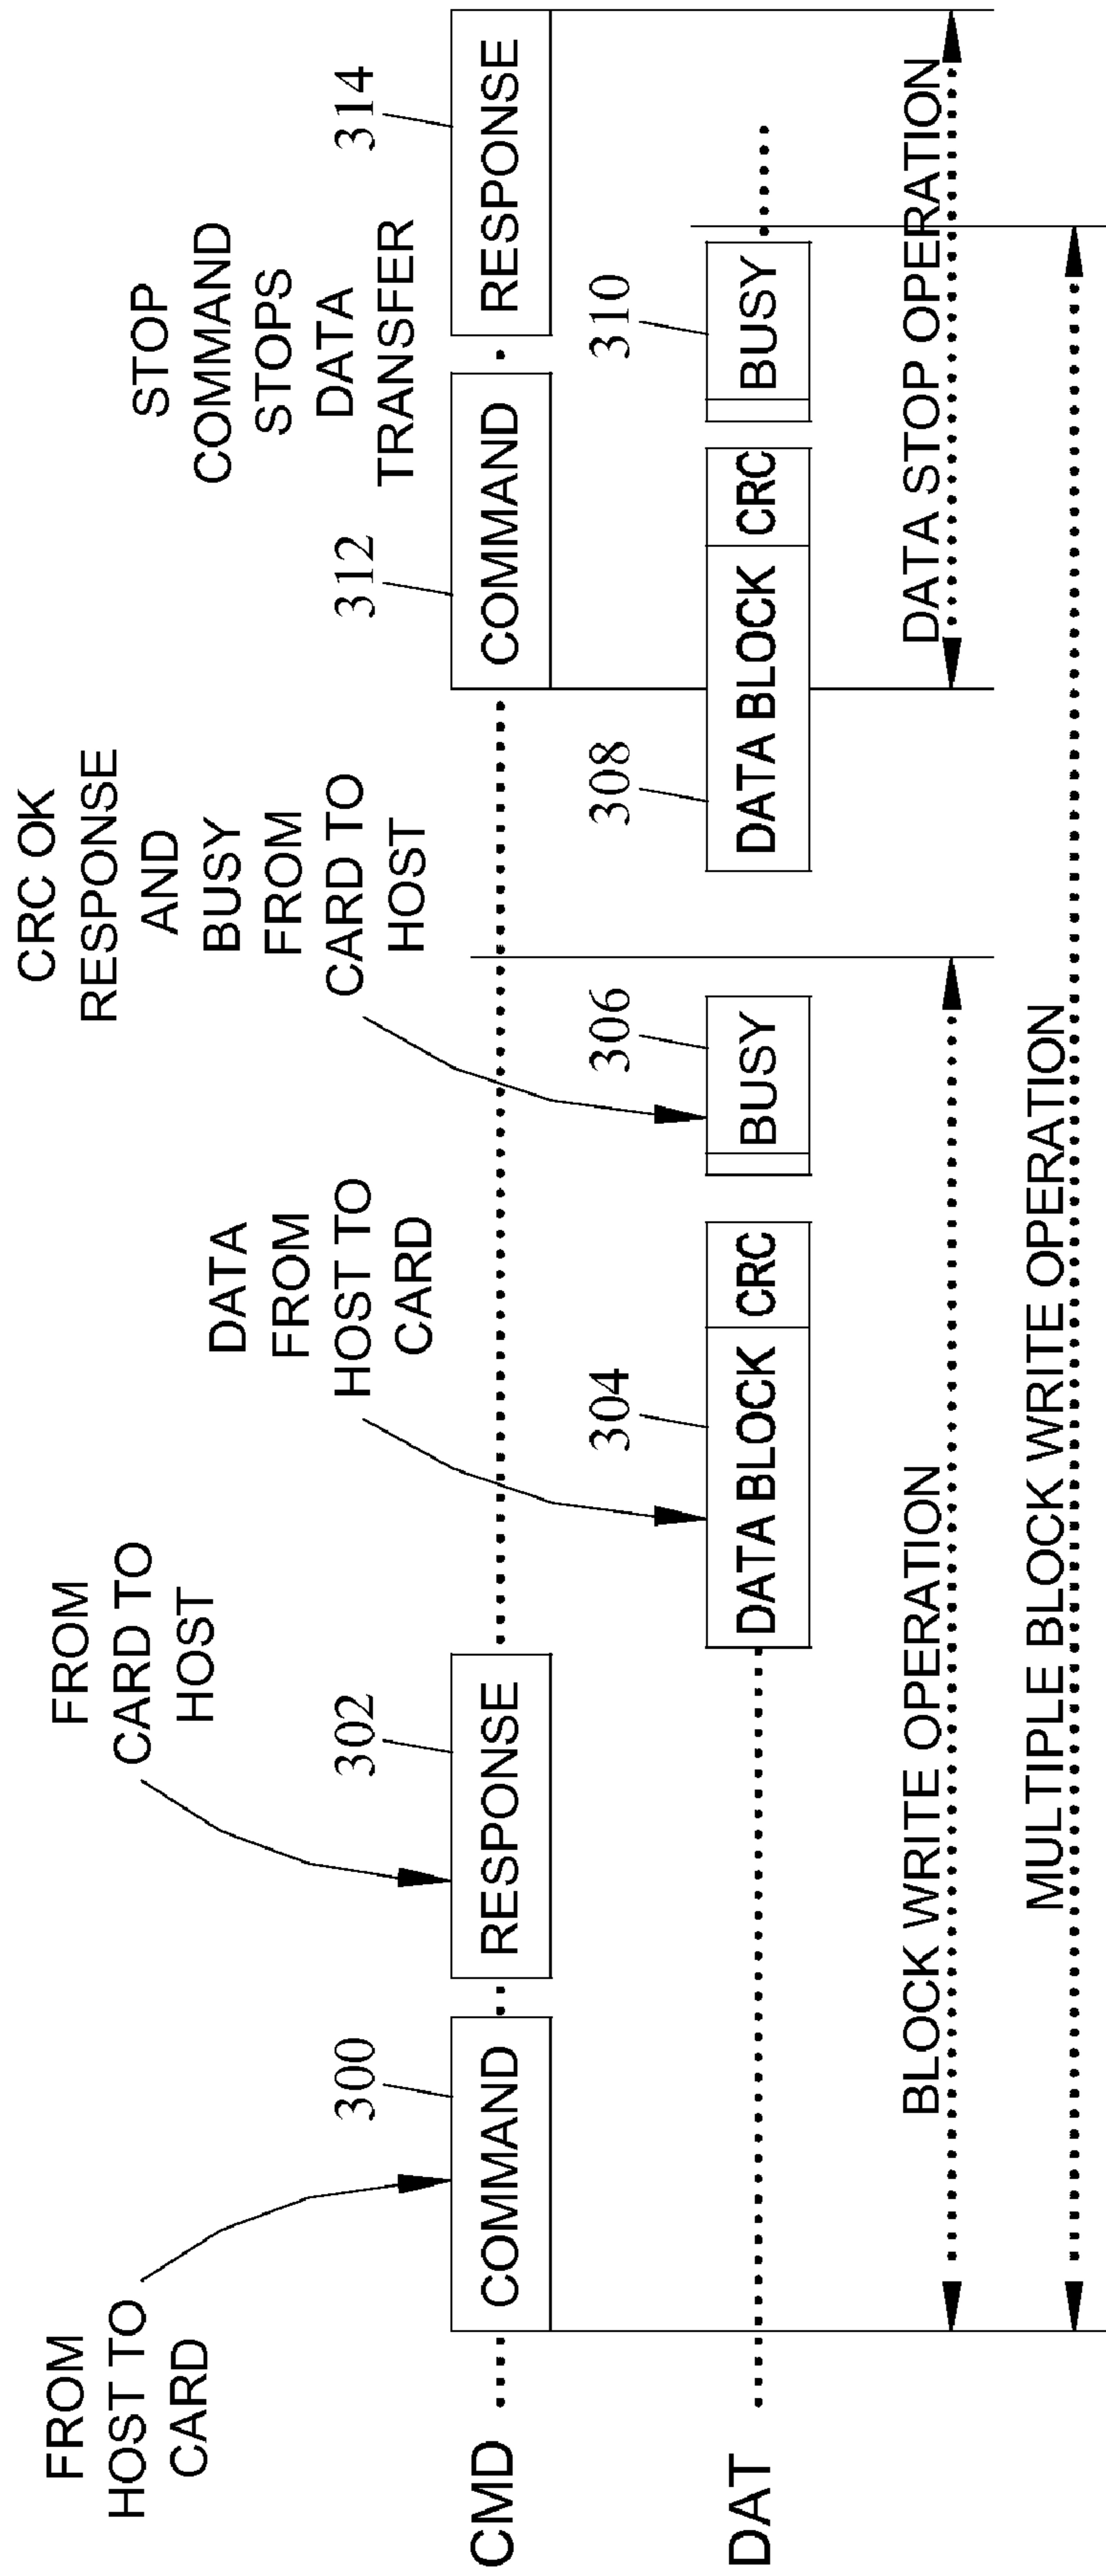 FROM
HOST TO
CARD
FROM
CARD TO
HOST
DATA
FROM
HOST TO
CARD
CRC OK
RESPONSE
AND
BUSY
FROM
CARD TO
HOST
STOP
COMMAND
STOPS
DATA
TRANSFER
300
302
312
314
CMD
COMMAND
RESPONSE
COMMAND
RESPONSE
304
306
308
310
DAT
DATA BLOCK CRC
BUSY
DATA BLOCK CRC
BUSY
BLOCK WRITE OPERATION
DATA STOP OPERATION
MULTIPLE BLOCK WRITE OPERATION